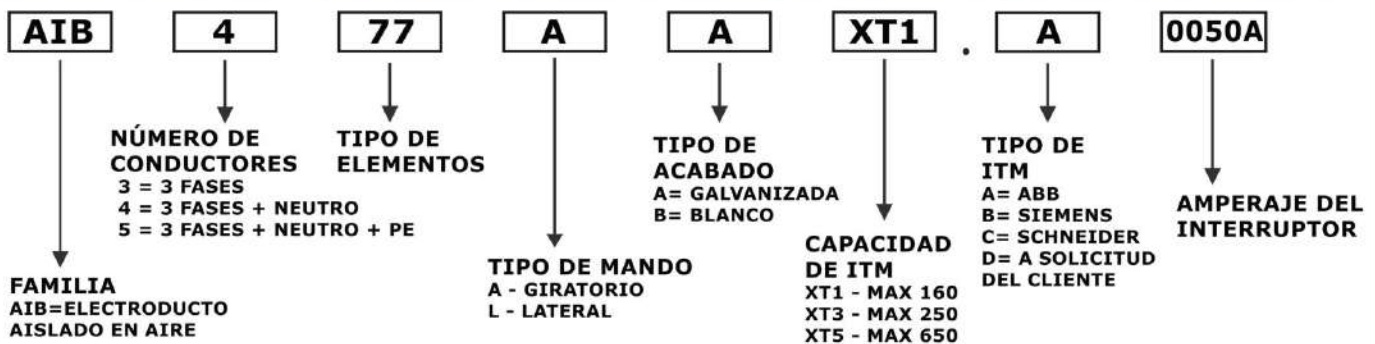 AIB 4 77 A A XT1 . A 0050A
NÚMERO DE
CONDUCTORES
3 = 3 FASES
4 = 3 FASES + NEUTRO
5 = 3 FASES + NEUTRO + PE
TIPO DE
ELEMENTOS
TIPO DE
ACABADO
A= GALVANIZADA
B= BLANCO
TIPO DE
ITM
A= ABB
B= SIEMENS
C= SCHNEIDER
D= A SOLICITUD
DEL CLIENTE
AMPERAJE DEL
INTERRUPTOR
FAMILIA
AIB=ELECTRODUCTO
AISLADO EN AIRE
TIPO DE MANDO
A - GIRATORIO
L - LATERAL
CAPACIDAD
DE ITM
XT1 - MAX 160
XT3 - MAX 250
XT5 - MAX 650